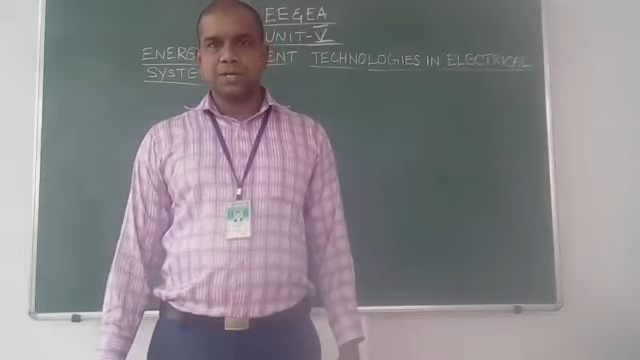 EE&EA
UNIT-V
ENERG ENT TECHNOLOGIES IN ELECTRICAL
SYSTE